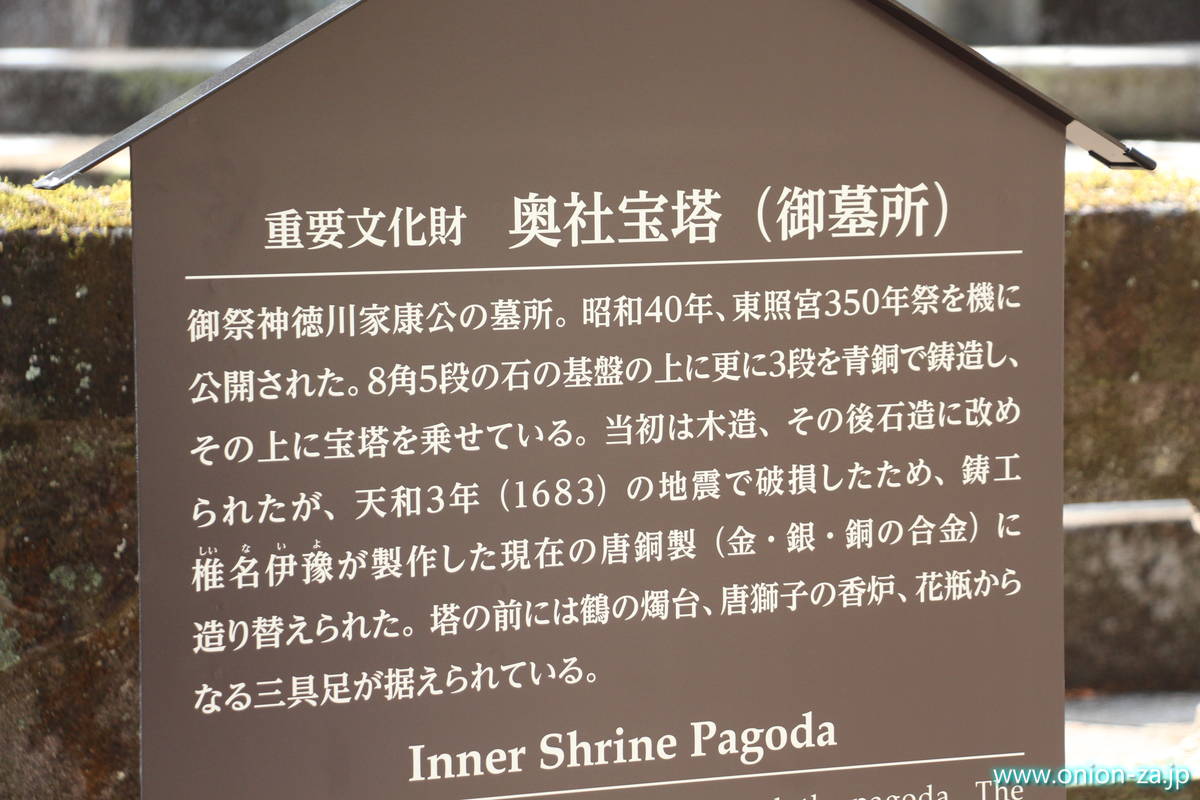 重要文化財 奥社宝塔（御墓所）
御祭神徳川家康公の墓所。昭和40年、東照宮350年祭を機に
公開された。8角5段の石の基盤の上に更に3段を青銅で鋳造し、
その上に宝塔を乗せている。当初は木造、その後石造に改め
られたが、天和3年（1683）の地震で破損したため、鋳工
しい な い よ
椎名伊豫が製作した現在の唐銅製（金・銀・銅の合金）に
造り替えられた。塔の前には鶴の燭台、唐獅子の香炉、花瓶から
なる三具足が据えられている。
Inner Shrine Pagoda
pagoda. The
www.onion-za.jp